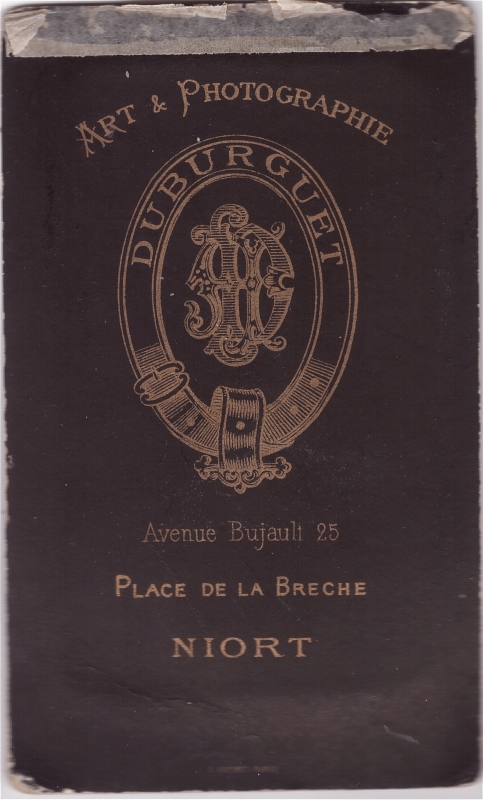 ART & PHOTOGRAPHIE
DUBURGUET
Avenue Bujault 25
PLACE DE LA BRECHE
NIORT